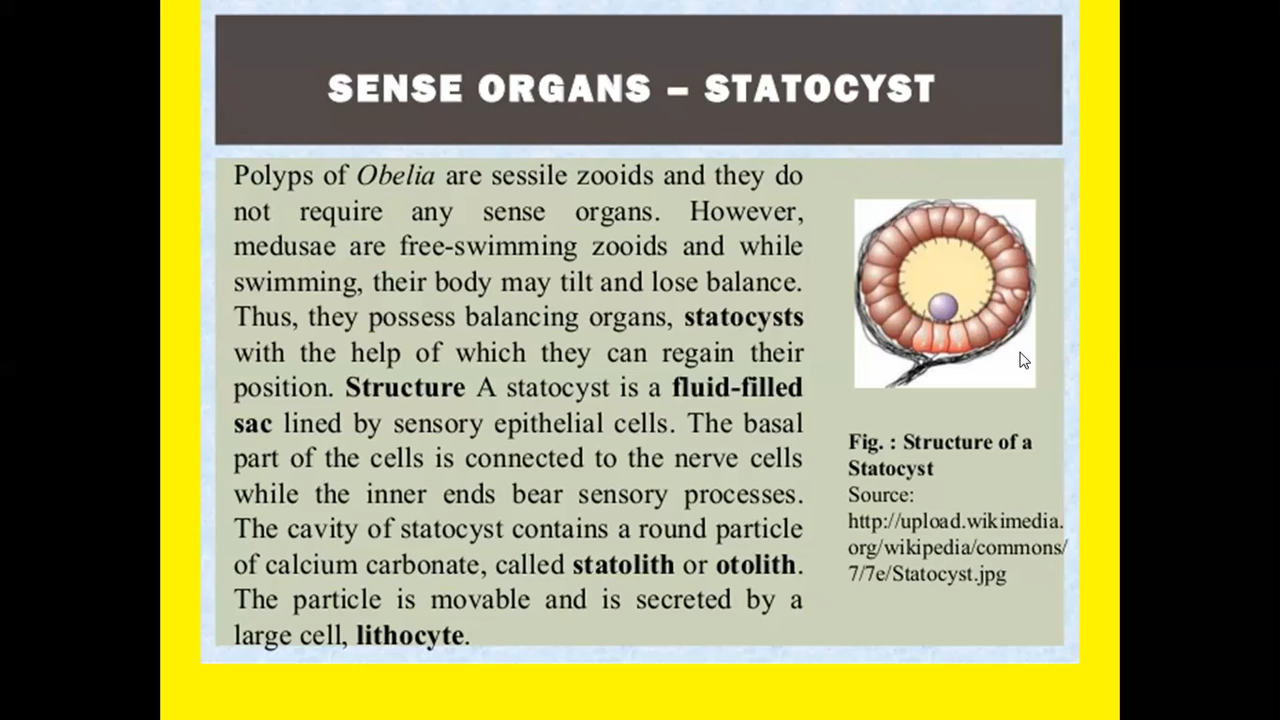 SENSE ORGANS – STATOCYST
Polyps of Obelia are sessile zooids and they do
not require any sense organs. However,
medusae are free-swimming zooids and while
swimming, their body may tilt and lose balance.
Thus, they possess balancing organs, statocysts
with the help of which they can regain their
position. Structure A statocyst is a fluid-filled
sac lined by sensory epithelial cells. The basal
part of the cells is connected to the nerve cells
while the inner ends bear sensory processes.
The cavity of statocyst contains a round particle
of calcium carbonate, called statolith or otolith.
The particle is movable and is secreted by a
large cell, lithocyte.
Fig. : Structure of a
Statocyst
Source:
http://upload.wikimedia.
org/wikipedia/commons/
7/7e/Statocyst.jpg